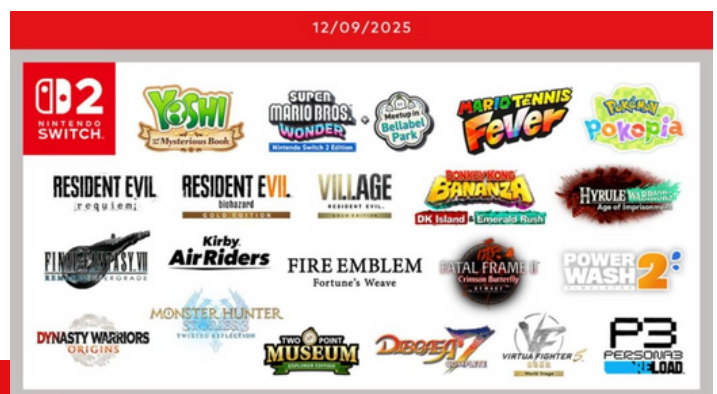 12/09/2025
2
NINTENDO
SWITCH.
YOSHI
and the Mysterious Book
SUPER
MARIO BROS.
WONDER
Nintendo Switch 2 Edition
+
Meetup in
Bellabel
Park
MARIO TENNIS
FeVer
POKéMON
Pokopia
RESIDENT EVIL
requiem
RESIDENT EVIL
biohazard
GOLD EDITION
VILLAGE
RESIDENT EVIL
GOLD EDITION
DONKEY KONG
BANANZA
DK Island & Emerald Rush
HYRULE WARRIORS
Age of Imprisonment
FINAL FANTASY VII
REMAKE INTERGRADE
Kirby
Air Riders
FIRE EMBLEM
Fortune's Weave
FATAL FRAME II
Crimson Butterfly
REMAKE
POWER
WASH 2
DYNASTY WARRIORS
ORIGINS
MONSTER HUNTER
STORIES 3
TWISTED REFLECTION
TWO POINT
MUSEUM
EXPLORER EDITION
DISGAEA 7
COMPLETE
VF
VIRTUA FIGHTER 5
World Stage
P3
PERSONA3
RELOAD